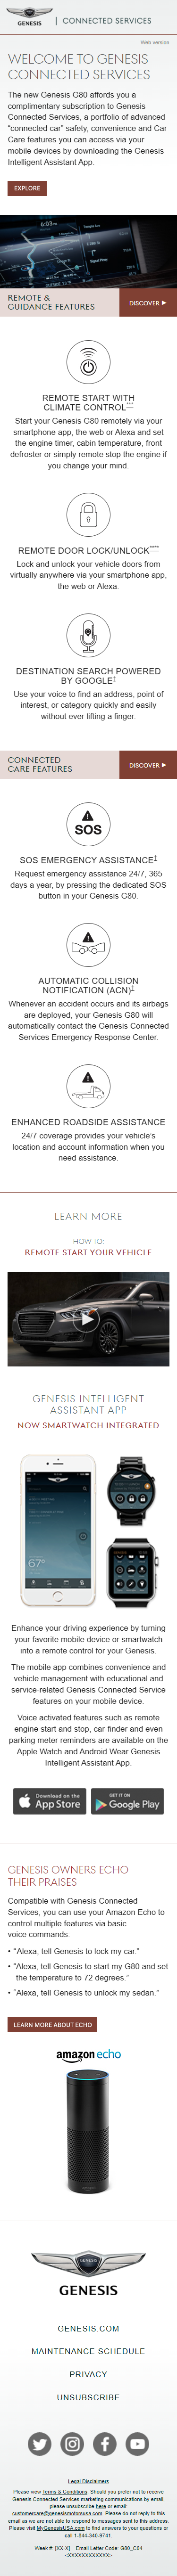 GENESIS
CONNECTED SERVICES
Web version
WELCOME TO GENESIS
CONNECTED SERVICES
The new Genesis G80 affords you a
complimentary subscription to Genesis
Connected Services, a portfolio of advanced
“connected car” safety, convenience and Car
Care features you can access via your
mobile devices by downloading the Genesis
Intelligent Assistant App.
EXPLORE
REMOTE &
GUIDANCE FEATURES
DISCOVER ▶
REMOTE START WITH
CLIMATE CONTROL***
Start your Genesis G80 remotely via your
smartphone app, the web or Alexa and set
the engine timer, cabin temperature, front
defroster or simply remote stop the engine if
you change your mind.
REMOTE DOOR LOCK/UNLOCK****
Lock and unlock your vehicle doors from
virtually anywhere via your smartphone app,
the web or Alexa.
DESTINATION SEARCH POWERED
BY GOOGLE†
Use your voice to find an address, point of
interest, or category quickly and easily
without ever lifting a finger.
CONNECTED
CARE FEATURES
DISCOVER ▶
SOS
SOS EMERGENCY ASSISTANCE‡
Request emergency assistance 24/7, 365
days a year, by pressing the dedicated SOS
button in your Genesis G80.
AUTOMATIC COLLISION
NOTIFICATION (ACN)‡
Whenever an accident occurs and its airbags
are deployed, your Genesis G80 will
automatically contact the Genesis Connected
Services Emergency Response Center.
ENHANCED ROADSIDE ASSISTANCE
24/7 coverage provides your vehicle's
location and account information when you
need assistance.
LEARN MORE
HOW TO:
REMOTE START YOUR VEHICLE
GENESIS INTELLIGENT
ASSISTANT APP
NOW SMARTWATCH INTEGRATED
67°
Enhance your driving experience by turning
your favorite mobile device or smartwatch
into a remote control for your Genesis.
The mobile app combines convenience and
vehicle management with educational and
service-related Genesis Connected Service
features on your mobile device.
Voice activated features such as remote
engine start and stop, car-finder and even
parking meter reminders are available on the
Apple Watch and Android Wear Genesis
Intelligent Assistant App.
Download on the
App Store
GET IT ON
Google Play
GENESIS OWNERS ECHO
THEIR PRAISES
Compatible with Genesis Connected
Services, you can use your Amazon Echo to
control multiple features via basic
voice commands:
• “Alexa, tell Genesis to lock my car.”
• “Alexa, tell Genesis to start my G80 and set
the temperature to 72 degrees.”
• “Alexa, tell Genesis to unlock my sedan.”
LEARN MORE ABOUT ECHO
amazon echo
GENESIS
GENESIS
GENESIS.COM
MAINTENANCE SCHEDULE
PRIVACY
UNSUBSCRIBE
Legal Disclaimers
Please view Terms & Conditions. Should you prefer not to receive
Genesis Connected Services marketing communications by email,
please unsubscribe here or email:
customercare@genesismotorsusa.com. Please do not reply to this
email as we are not able to respond to messages sent to this address.
Please visit MyGenesisUSA.com to find answers to your questions or
call 1-844-340-9741.
Week #: [XX-X] Email Letter Code: G80_C04
<XXXXXXXXXXXXX>